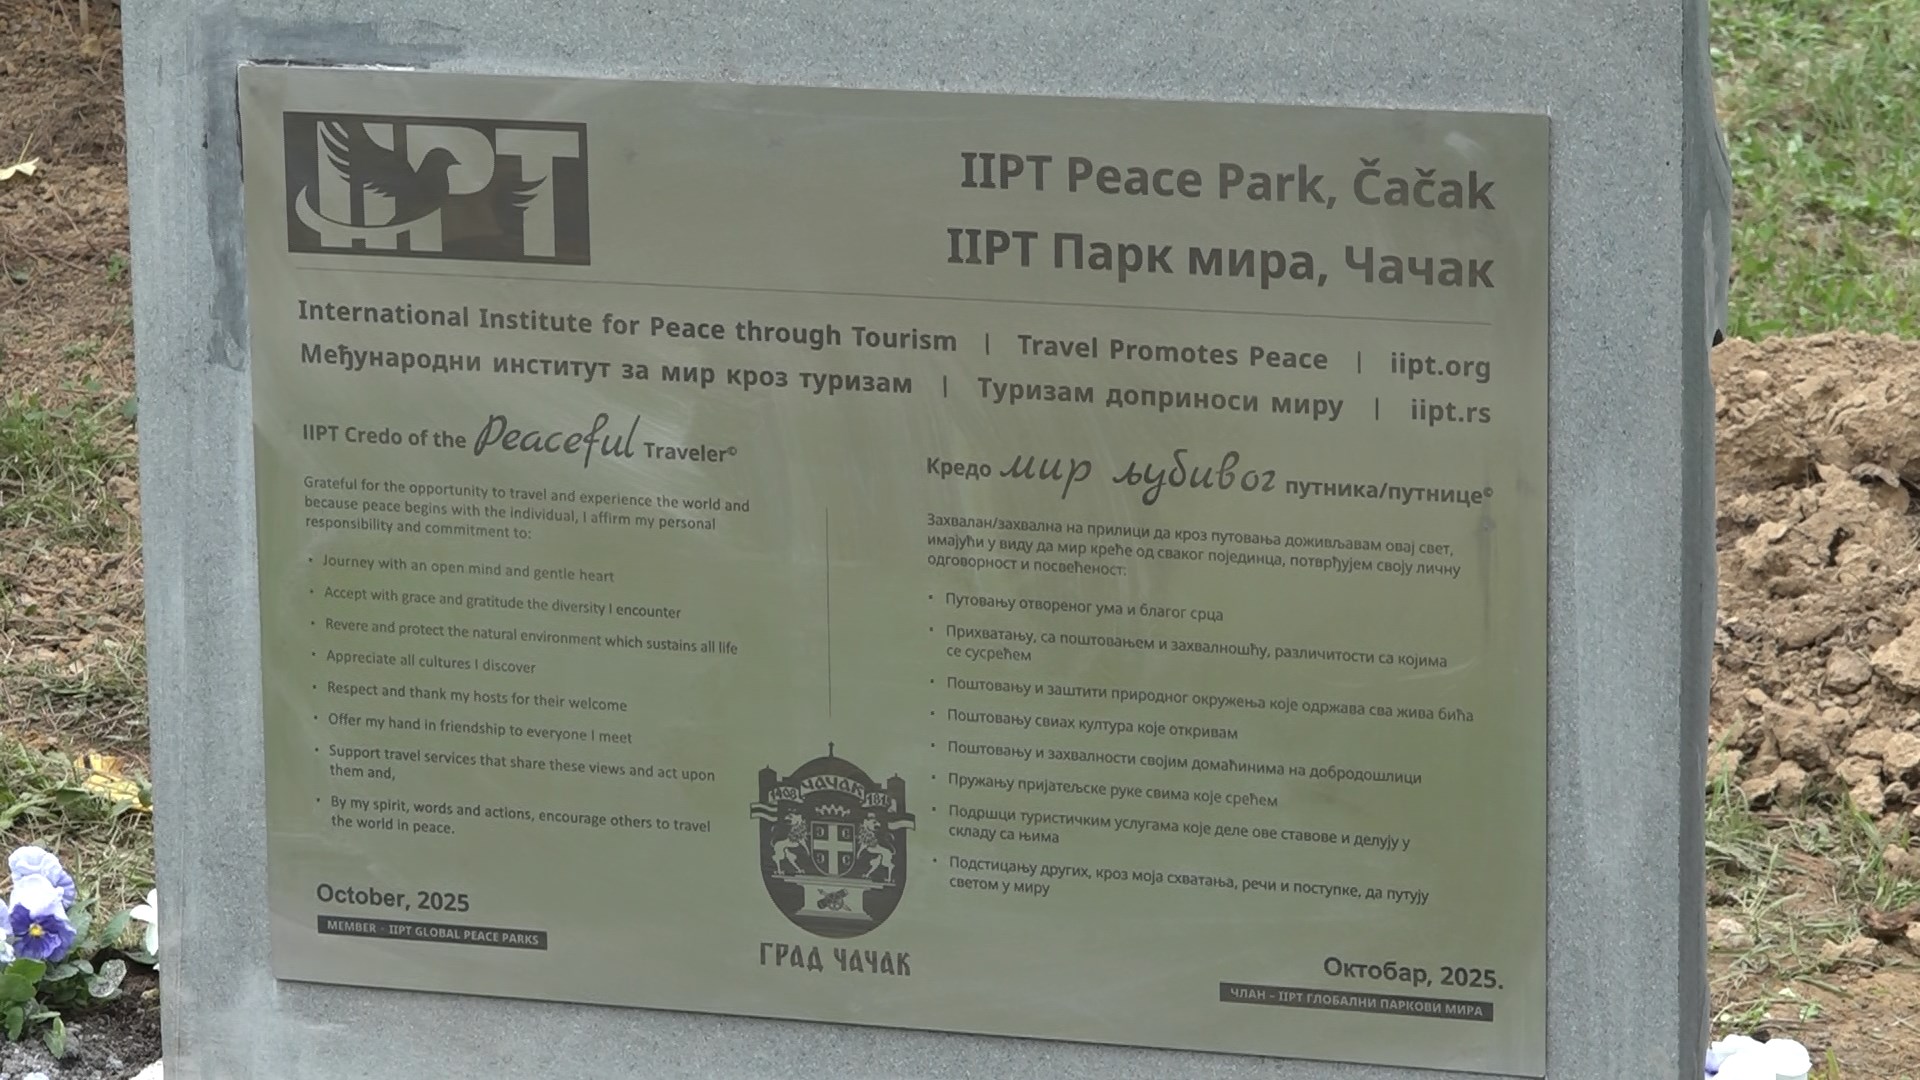 IIPT
IIPT Peace Park, Čačak
IIPT Парк мира, Чачак
International Institute for Peace through Tourism | Travel Promotes Peace | iipt.org
Међународни институт за мир кроз туризам | Туризам доприноси миру | iipt.rs
IIPT Credo of the Peaceful Traveler©
Grateful for the opportunity to travel and experience the world and
because peace begins with the individual, I affirm my personal
responsibility and commitment to:
• Journey with an open mind and gentle heart
• Accept with grace and gratitude the diversity I encounter
• Revere and protect the natural environment which sustains all life
• Appreciate all cultures I discover
• Respect and thank my hosts for their welcome
• Offer my hand in friendship to everyone I meet
• Support travel services that share these views and act upon
them and,
• By my spirit, words and actions, encourage others to travel
the world in peace.
October, 2025
MEMBER - IIPT GLOBAL PEACE PARKS
Кредо мир љубивог путника/путнице©
Захвалан/захвална на прилици да кроз путовања доживљавам овај свет,
имајући у виду да мир креће од сваког појединца, потврђујем своју личну
одговорност и посвећеност:
• Путовању отвореног ума и благог срца
• Прихватању, са поштовањем и захвалношћу, различитости са којима
се сусрећем
• Поштовању и заштити природног окружења које одржава сва жива бића
• Поштовању свиах култура које откривам
• Поштовању и захвалности својим домаћинима на добродошлици
• Пружању пријатељске руке свима које срећем
• Подршци туристичким услугама које деле ове ставове и делују у
складу са њима
• Подстицању других, кроз моја схватања, речи и поступке, да путују
светом у миру
ЧАЧАК
1408 1815
ГРАД ЧАЧАК
Октобар, 2025.
ЧЛАН – IIPT ГЛОБАЛНИ ПАРКОВИ МИРА